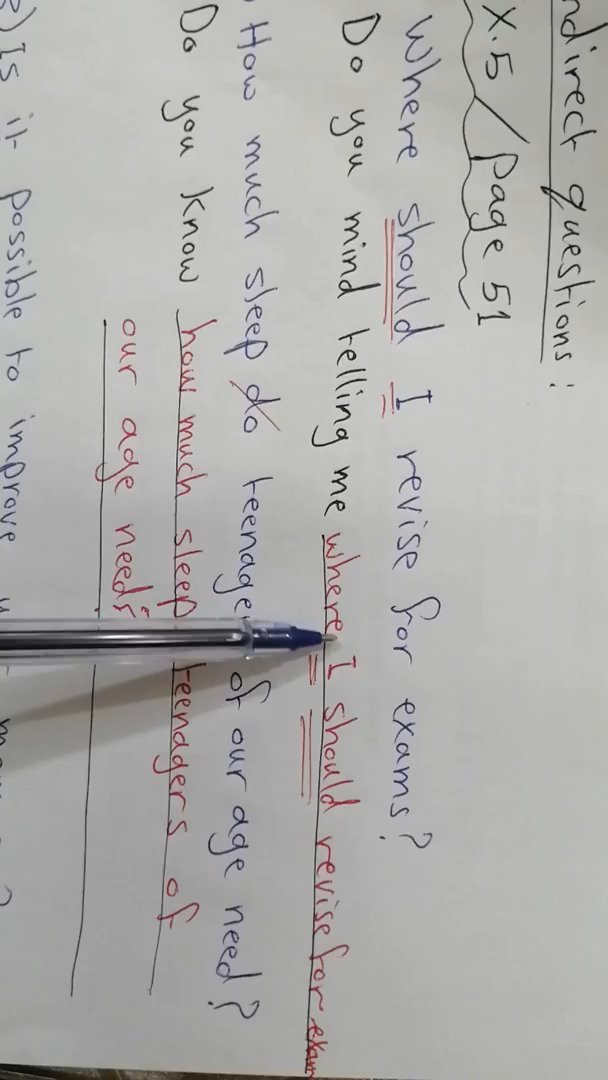 ndirect questions:
x.5/page 51
Where should I revise for exams?
Do you mind telling me where I should revise for exam
How much sleep do teenage of our age need?
Do you know how much sleep teenagers of
our age need?
) Is it possible to improve